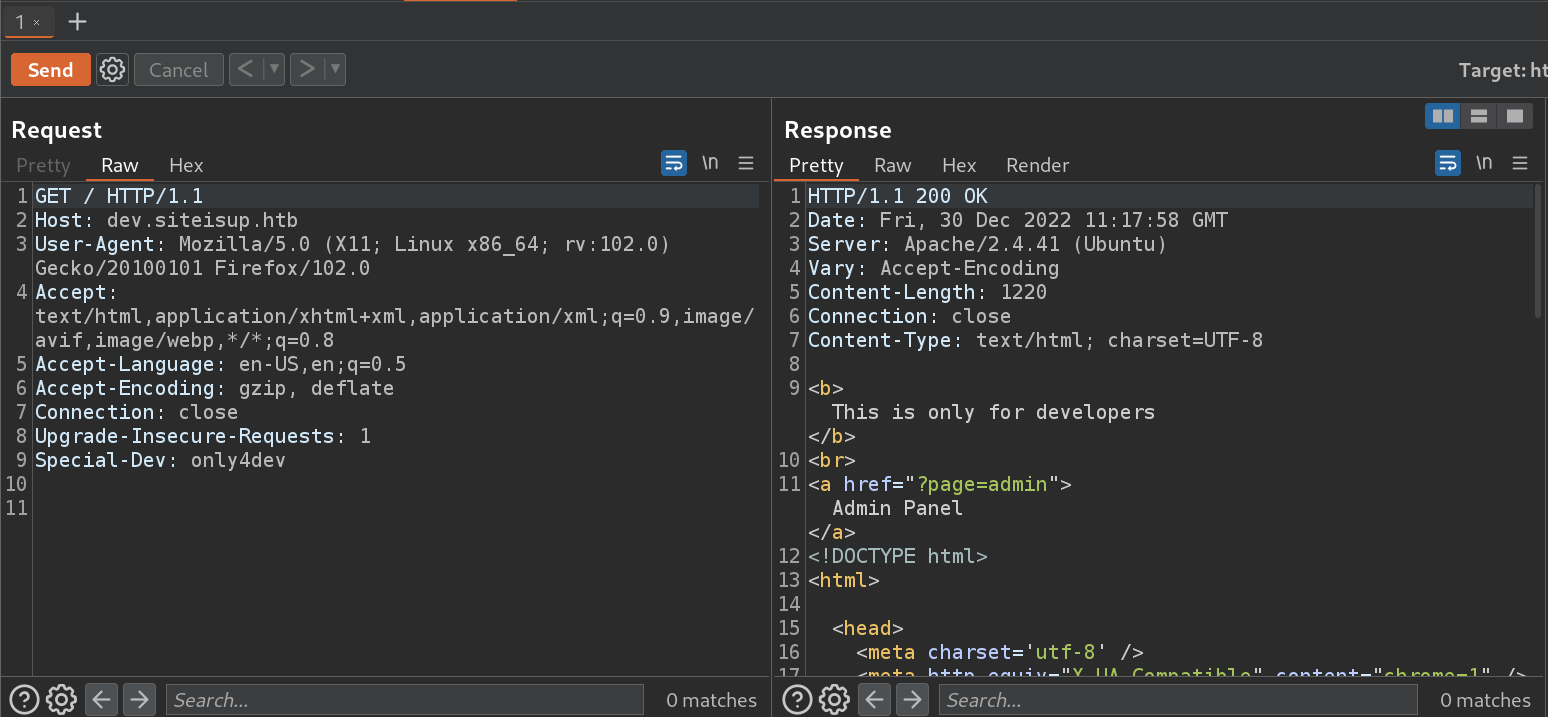 1 ×
Send
Cancel
Target: ht
Request
Pretty Raw Hex
\n
1 GET / HTTP/1.1
2 Host: dev.siteisup.htb
3 User-Agent: Mozilla/5.0 (X11; Linux x86_64; rv:102.0)
Gecko/20100101 Firefox/102.0
4 Accept:
text/html,application/xhtml+xml,application/xml;q=0.9,image/
avif,image/webp,*/*;q=0.8
5 Accept-Language: en-US,en;q=0.5
6 Accept-Encoding: gzip, deflate
7 Connection: close
8 Upgrade-Insecure-Requests: 1
9 Special-Dev: only4dev
10
11
Search...
0 matches
Response
Pretty Raw Hex Render
\n
1 HTTP/1.1 200 OK
2 Date: Fri, 30 Dec 2022 11:17:58 GMT
3 Server: Apache/2.4.41 (Ubuntu)
4 Vary: Accept-Encoding
5 Content-Length: 1220
6 Connection: close
7 Content-Type: text/html; charset=UTF-8
8
9 <b>
This is only for developers
</b>
10 <br>
11 <a href="?page=admin">
Admin Panel
</a>
12 <!DOCTYPE html>
13 <html>
14
15 <head>
16 <meta charset='utf-8' />
17 <meta http-equiv="X-UA-Compatible" content="chrome=1" />
Search...
0 matches